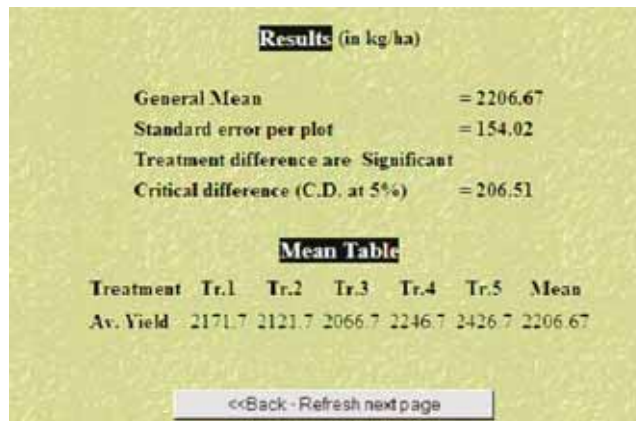 Results (in kg/ha)
General Mean = 2206.67
Standard error per plot = 154.02
Treatment difference are Significant
Critical difference (C.D. at 5%) = 206.51
Mean Table
Treatment Tr.1 Tr.2 Tr.3 Tr.4 Tr.5 Mean
Av. Yield 2171.7 2121.7 2066.7 2246.7 2426.7 2206.67
<<Back - Refresh next page